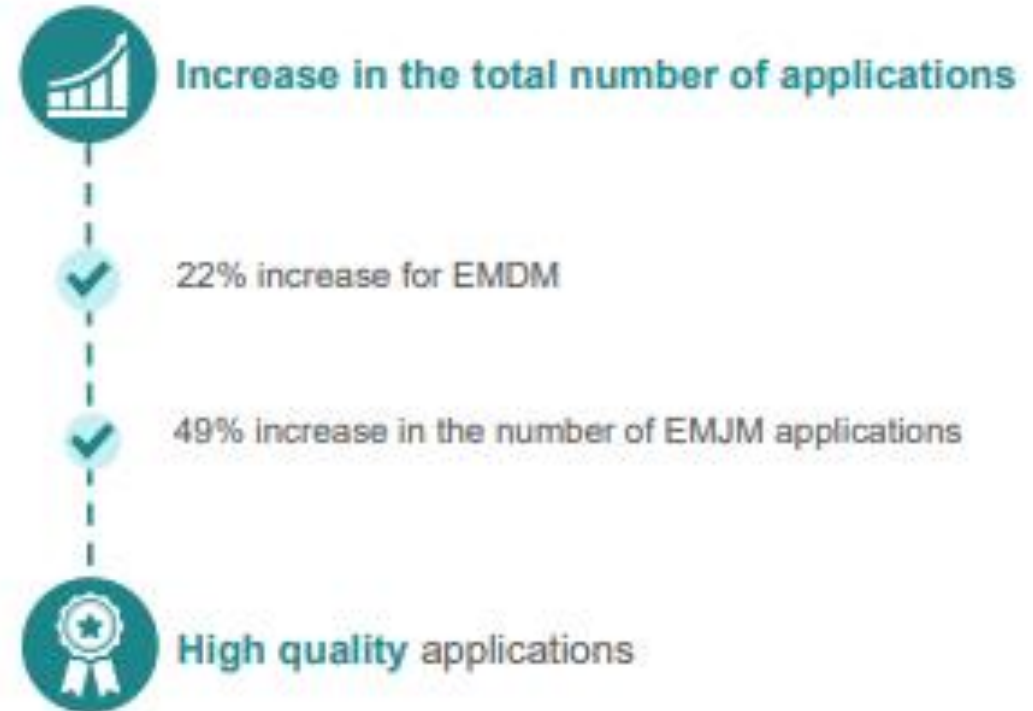 Increase in the total number of applications
22% increase for EMDM
49% increase in the number of EMJM applications
High quality applications